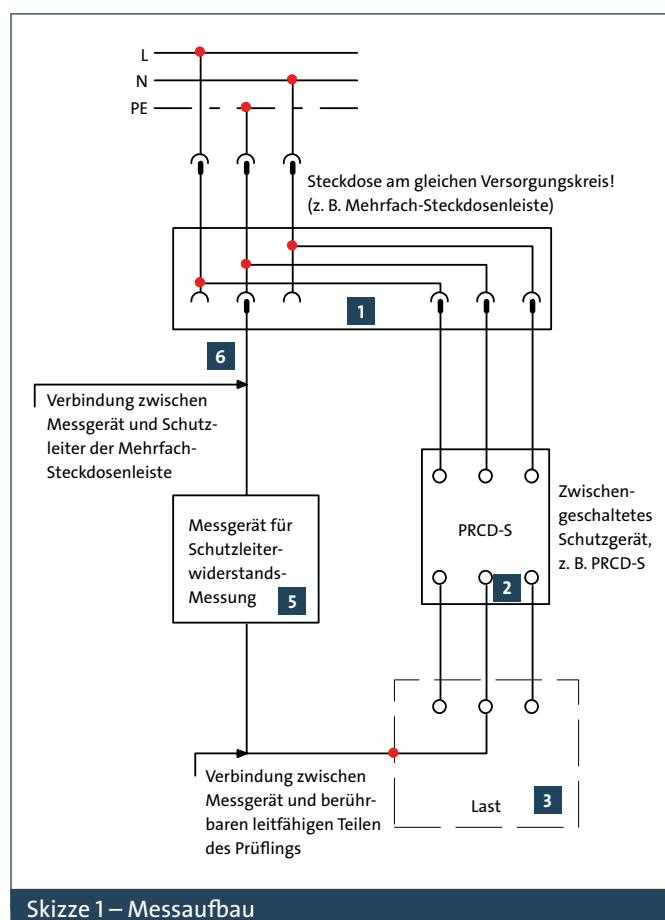 L
N
PE
Steckdose am gleichen Versorgungskreis!
(z. B. Mehrfach-Steckdosenleiste)
1
6
Verbindung zwischen
Messgerät und Schutz-
leiter der Mehrfach-
Steckdosenleiste
Messgerät für
Schutzleiter-
widerstands-
Messung
5
PRCD-S
2
Zwischen-
geschaltetes
Schutzgerät,
z. B. PRCD-S
Verbindung zwischen
Messgerät und berühr-
baren leitfähigen Teilen
des Prüflings
Last
3
Skizze 1 – Messaufbau